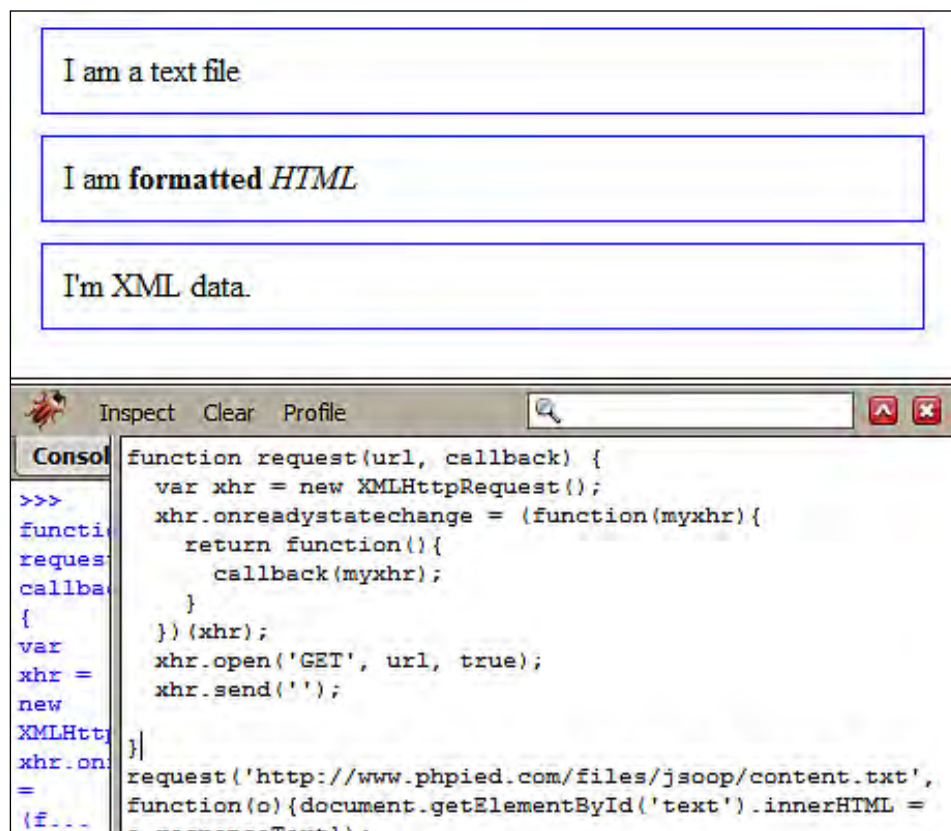 I am a text file
I am formatted HTML
I'm XML data.
Inspect Clear Profile
Consol
>>>
functi
reques
callba
{
var
xhr =
new
XMLHtt
xhr.on
=
(f...
function request(url, callback) {
var xhr = new XMLHttpRequest();
xhr.onreadystatechange = (function(myxhr){
return function(){
callback(myxhr);
}
})(xhr);
xhr.open('GET', url, true);
xhr.send('');
}
request('http://www.phpied.com/files/jsoop/content.txt',
function(o){document.getElementById('text').innerHTML =